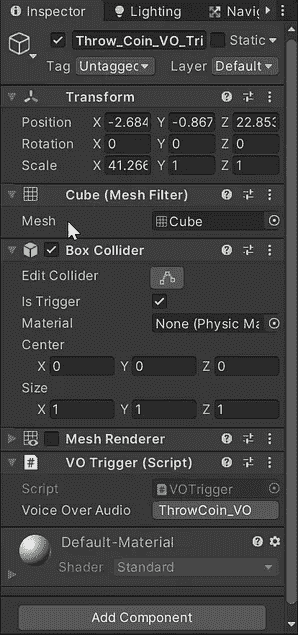 Inspector Lighting Navig
Throw_Coin_VO_Tri Static
Tag Untagged Layer Default
Transform
Position X -2.684 Y -0.867 Z 22.853
Rotation X 0 Y 0 Z 0
Scale X 41.266 Y 1 Z 1
Cube (Mesh Filter)
Mesh Cube
Box Collider
Edit Collider
Is Trigger
Material None (Physic Ma
Center
X 0 Y 0 Z 0
Size
X 1 Y 1 Z 1
Mesh Renderer
VO Trigger (Script)
Script VOTrigger
Voice Over Audio ThrowCoin_VO
Default-Material
Shader Standard
Add Component